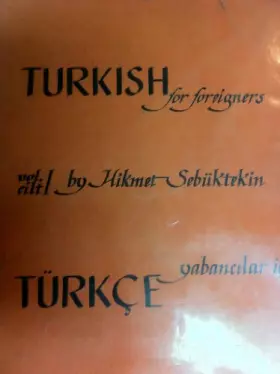 TURKISH
for foreigners
vol
cilt I by Hikmet Sebüktekin
yabancılar
TÜRKÇE